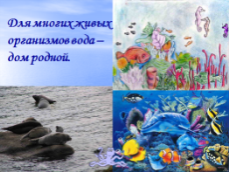 Для многих живых
организмов вода –
дом родной.